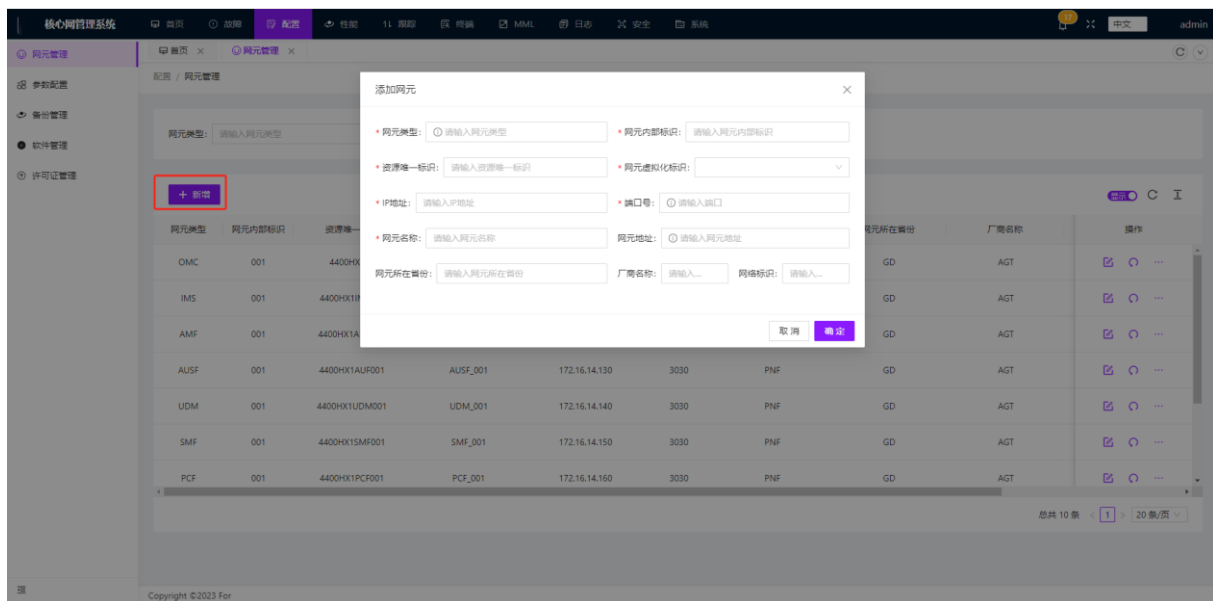 核心网管理系统 首页 故障 配置 性能 跟踪 终端 MML 日志 安全 系统 17 中文 admin
网元管理 首页 网元管理
参数配置
备份管理
软件管理
许可证管理
配置 / 网元管理
网元类型: 请输入网元类型
+ 新增
显示
添加网元
* 网元类型: 请输入网元类型 * 网元内部标识: 请输入网元内部标识
* 资源唯一标识: 请输入资源唯一标识 * 网元虚拟化标识:
* IP地址: 请输入IP地址 * 端口号: 请输入端口
* 网元名称: 请输入网元名称 网元地址: 请输入网元地址
网元所在省份: 请输入网元所在省份 厂商名称: 请输入... 网络标识: 请输入...
取 消 确 定
网元类型 网元内部标识 资源唯一 网元所在省份 厂商名称 操作
OMC 001 4400HX GD AGT
IMS 001 4400HX1IM GD AGT
AMF 001 4400HX1A GD AGT
AUSF 001 4400HX1AUF001 AUSF_001 172.16.14.130 3030 PNF GD AGT
UDM 001 4400HX1UDM001 UDM_001 172.16.14.140 3030 PNF GD AGT
SMF 001 4400HX1SMF001 SMF_001 172.16.14.150 3030 PNF GD AGT
PCF 001 4400HX1PCF001 PCF_001 172.16.14.160 3030 PNF GD AGT
总共 10 条 < 1 > 20 条/页
Copyright ©2023 For